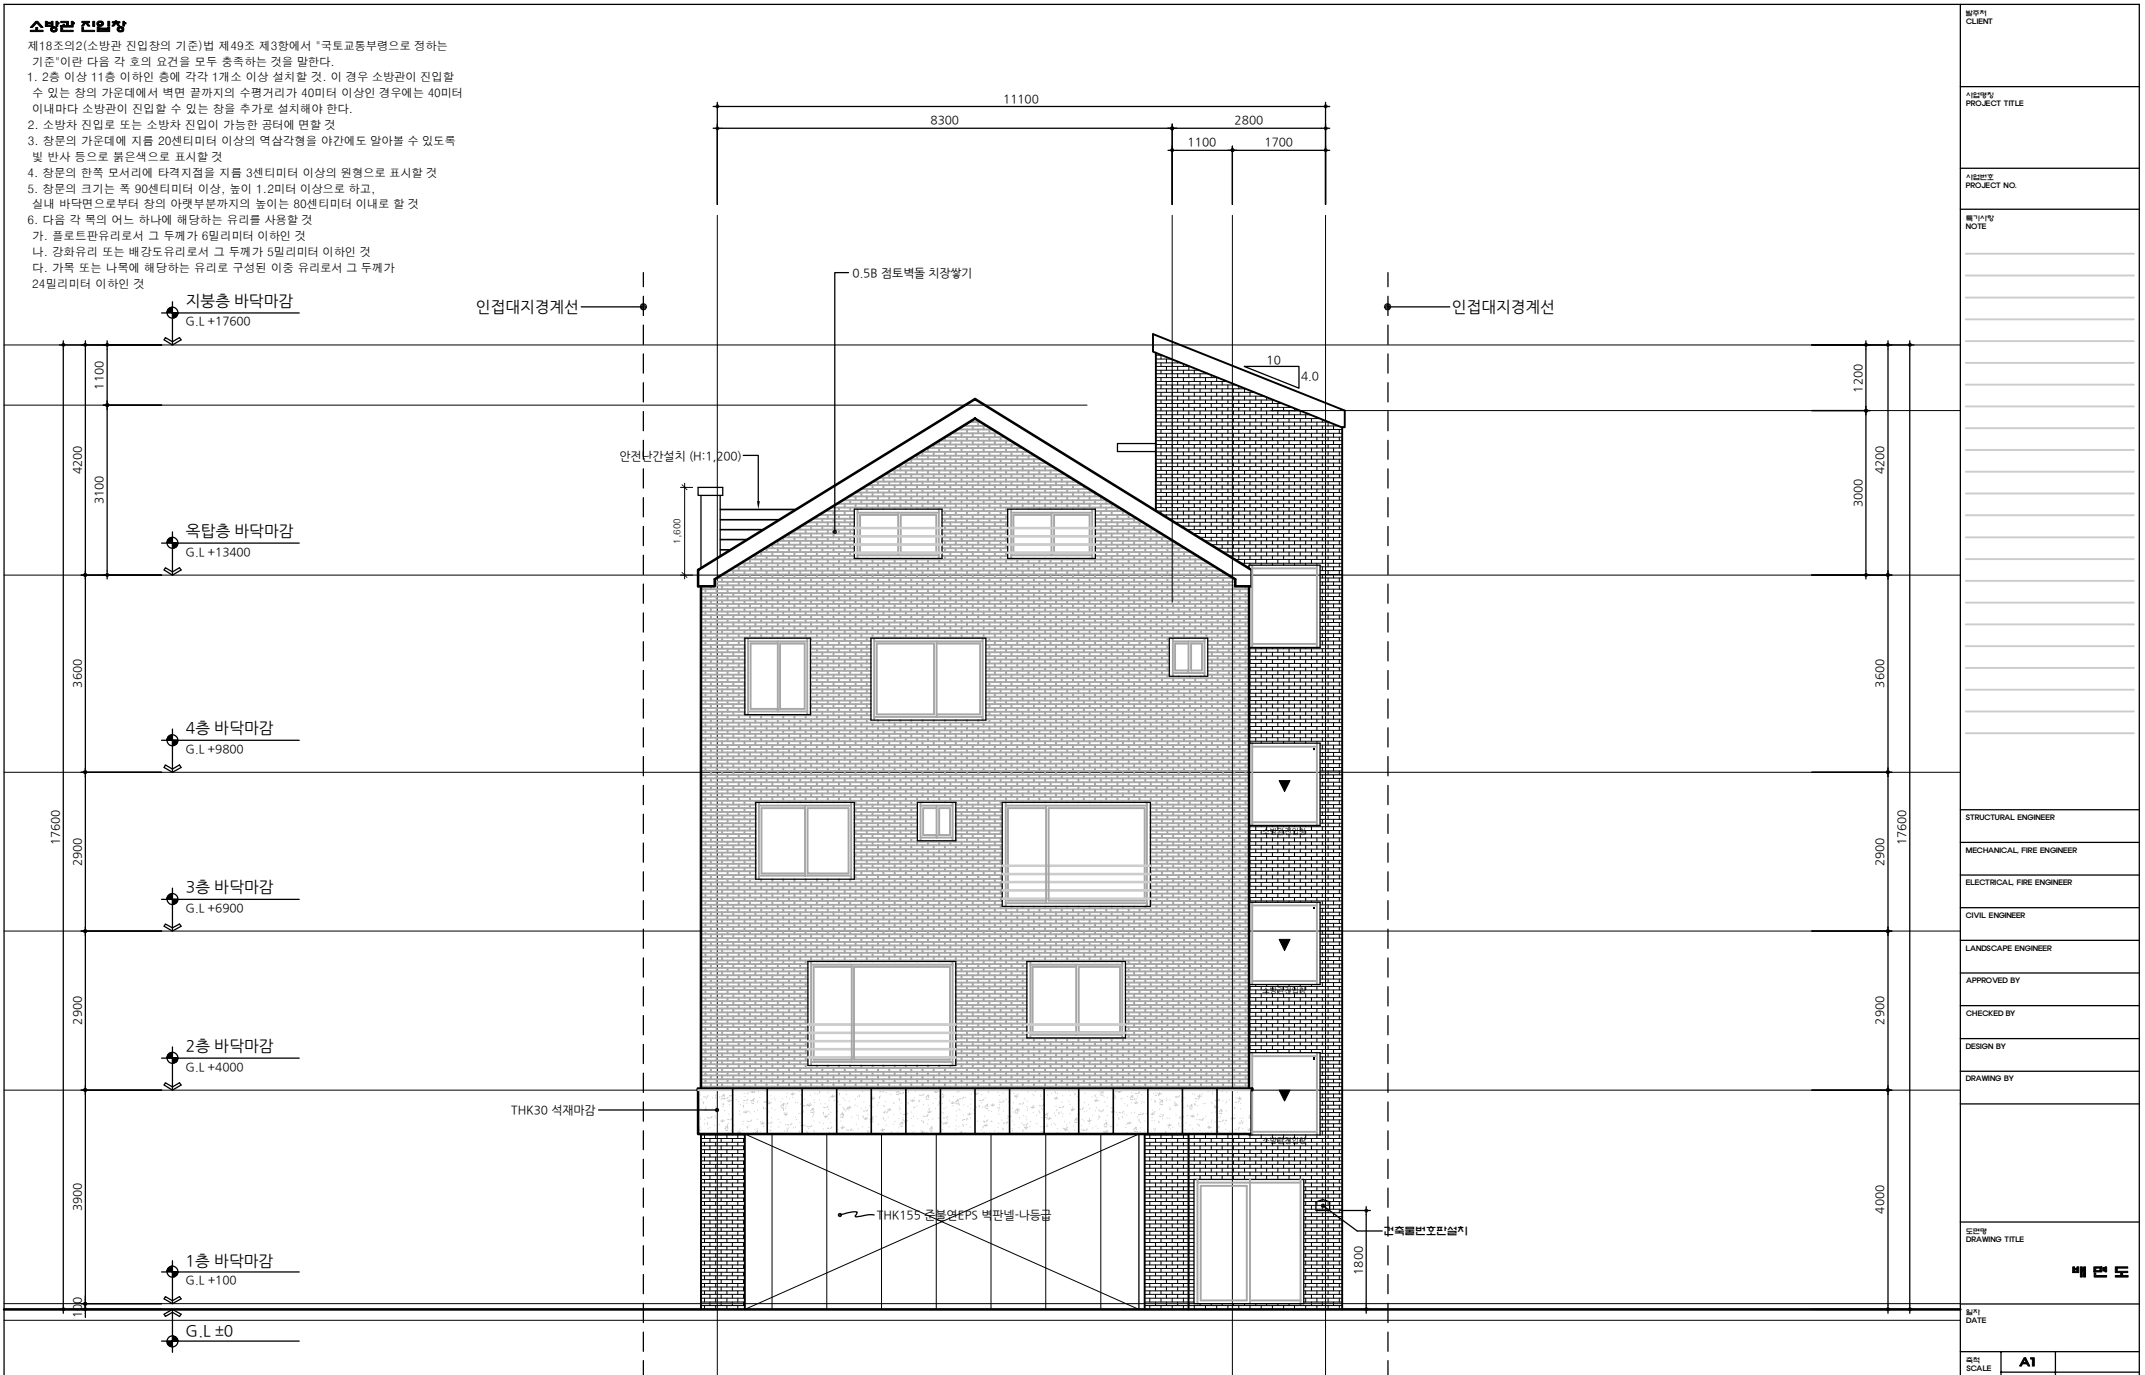 소방관 진입창
제18조의2(소방관 진입창의 기준)법 제49조 제3항에서 "국토교통부령으로 정하는
기준"이란 다음 각 호의 요건을 모두 충족하는 것을 말한다.
1. 2층 이상 11층 이하인 층에 각각 1개소 이상 설치할 것. 이 경우 소방관이 진입할
수 있는 창의 가운데에서 벽면 끝까지의 수평거리가 40미터 이상인 경우에는 40미터
이내마다 소방관이 진입할 수 있는 창을 추가로 설치해야 한다.
2. 소방차 진입로 또는 소방차 진입이 가능한 공터에 면할 것
3. 창문의 가운데에 지름 20센티미터 이상의 역삼각형을 야간에도 알아볼 수 있도록
빛 반사 등으로 붉은색으로 표시할 것
4. 창문의 한쪽 모서리에 타격지점을 지름 3센티미터 이상의 원형으로 표시할 것
5. 창문의 크기는 폭 90센티미터 이상, 높이 1.2미터 이상으로 하고,
실내 바닥면으로부터 창의 아랫부분까지의 높이는 80센티미터 이내로 할 것
6. 다음 각 목의 어느 하나에 해당하는 유리를 사용할 것
가. 플로트판유리로서 그 두께가 6밀리미터 이하인 것
나. 강화유리 또는 배강도유리로서 그 두께가 5밀리미터 이하인 것
다. 가목 또는 나목에 해당하는 유리로 구성된 이중 유리로서 그 두께가
24밀리미터 이하인 것
11100
8300
2800
1100
1700
0.5B 점토벽돌 치장쌓기
인접대지경계선
인접대지경계선
지붕층 바닥마감
G.L +17600
10
4.0
1100
1200
안전난간설치 (H:1,200)
4200
3100
4200
3000
1,600
옥탑층 바닥마감
G.L +13400
3600
3600
4층 바닥마감
G.L +9800
17600
2900
2900
17600
소방관진입창
3층 바닥마감
G.L +6900
소방관진입창
2900
2900
2층 바닥마감
G.L +4000
THK30 석재마감
소방관진입창
3900
4000
THK155 준불연EPS 벽판넬-나등급
건축물번호판설치
1800
1층 바닥마감
G.L +100
100
G.L ±0
발주처
CLIENT
사업명칭
PROJECT TITLE
사업번호
PROJECT NO.
특기사항
NOTE
STRUCTURAL ENGINEER
MECHANICAL, FIRE ENGINEER
ELECTRICAL, FIRE ENGINEER
CIVIL ENGINEER
LANDSCAPE ENGINEER
APPROVED BY
CHECKED BY
DESIGN BY
DRAWING BY
도면명
DRAWING TITLE
배 면 도
일자
DATE
축척
SCALE
A1